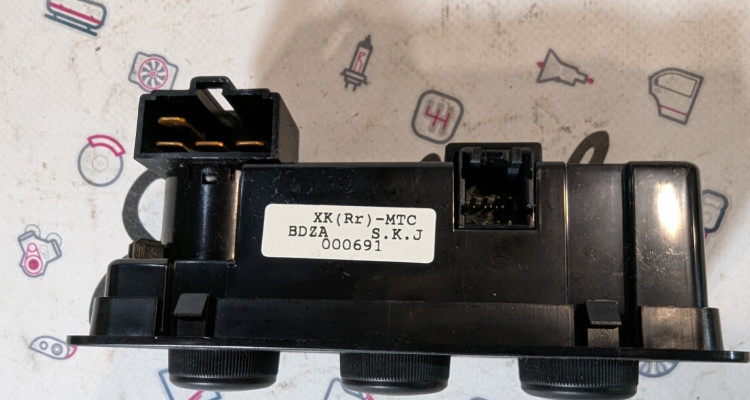 XK(Rr)-MTC
BDZA S.K.J
000691